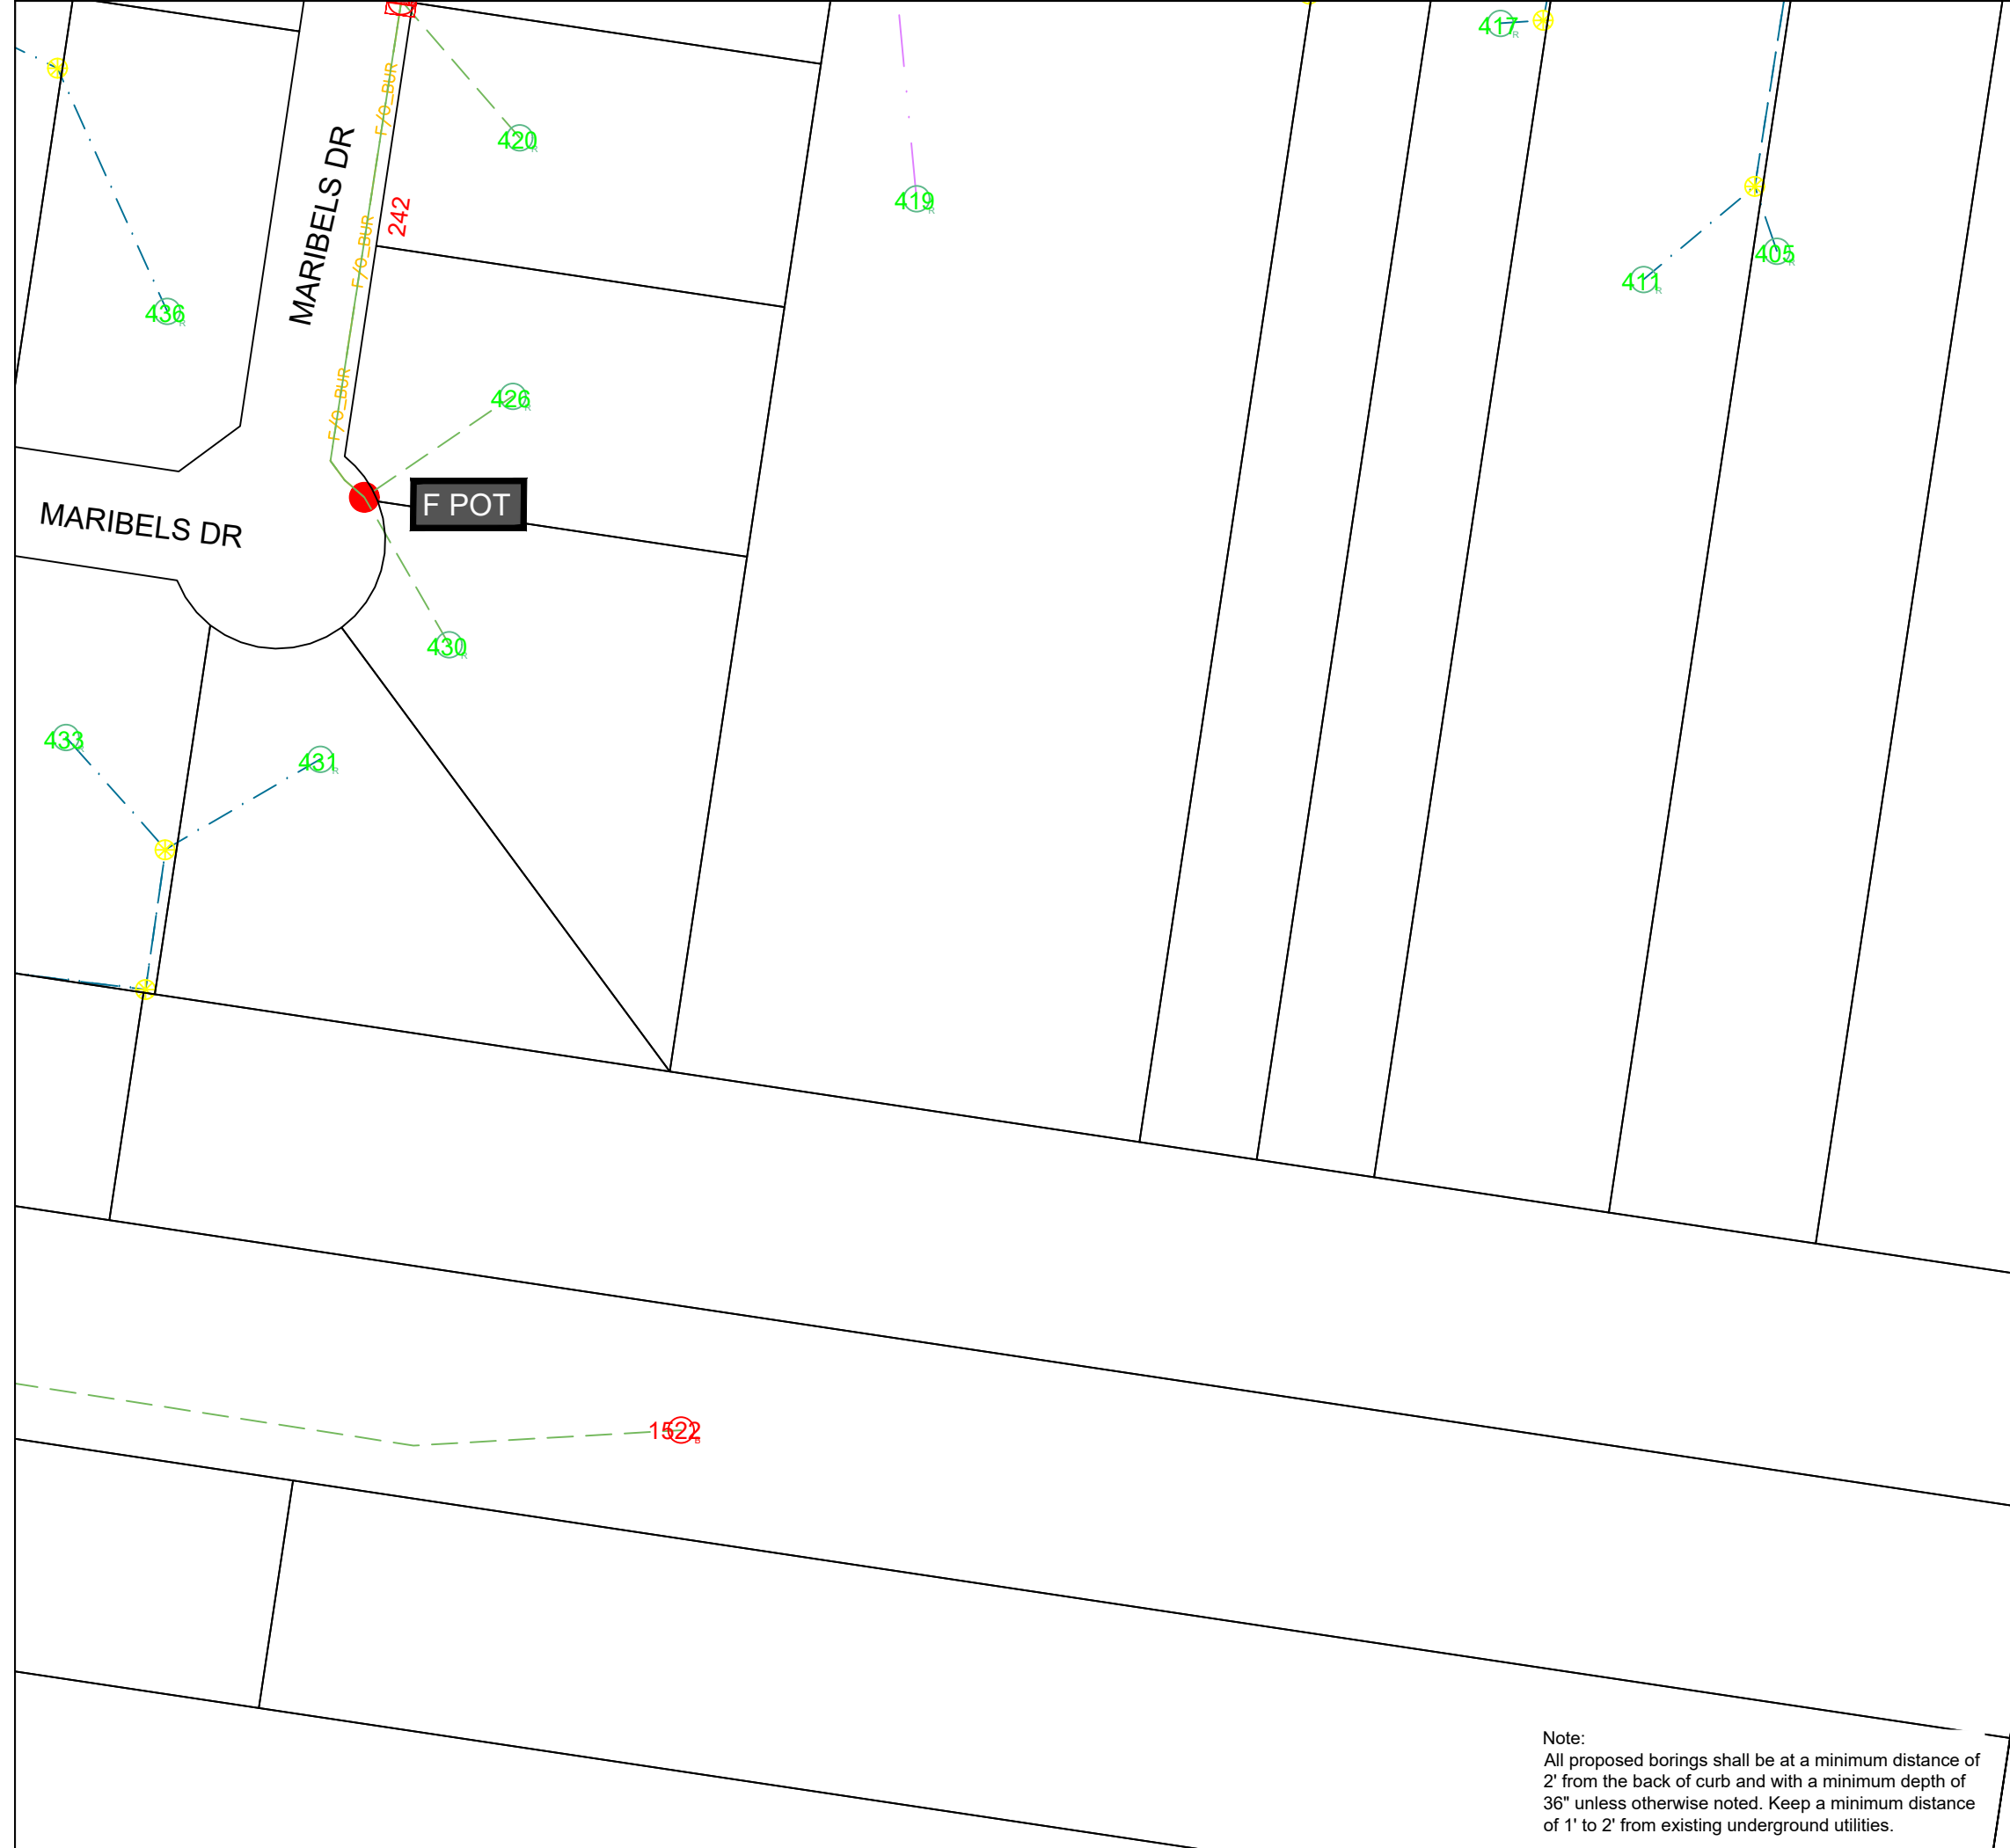 417
R
F/O_BUR
420
R
MARIBELS DR
419
R
242
F/O_BUR
405
R
411
R
436
R
F/O_BUR
426
R
F POT
MARIBELS DR
430
R
433
R
431
R
1522
B
Note:
All proposed borings shall be at a minimum distance of
2' from the back of curb and with a minimum depth of
36" unless otherwise noted. Keep a minimum distance
of 1' to 2' from existing underground utilities.